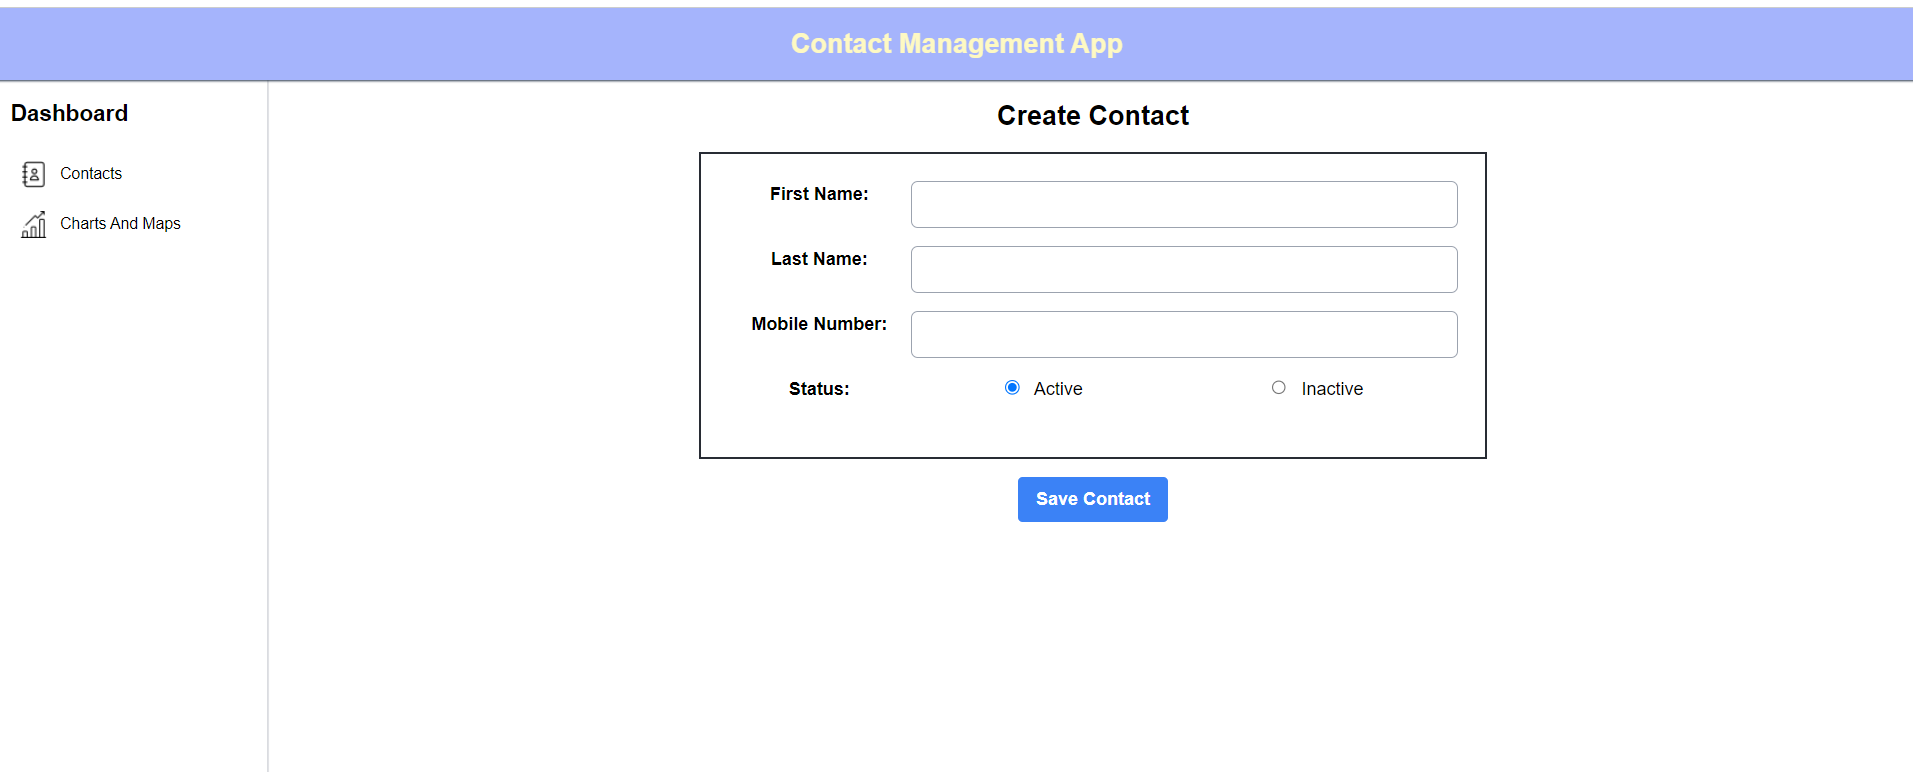 Contact Management App
Dashboard
Contacts
Charts And Maps
Create Contact
First Name:
Last Name:
Mobile Number:
Status: Active Inactive
Save Contact